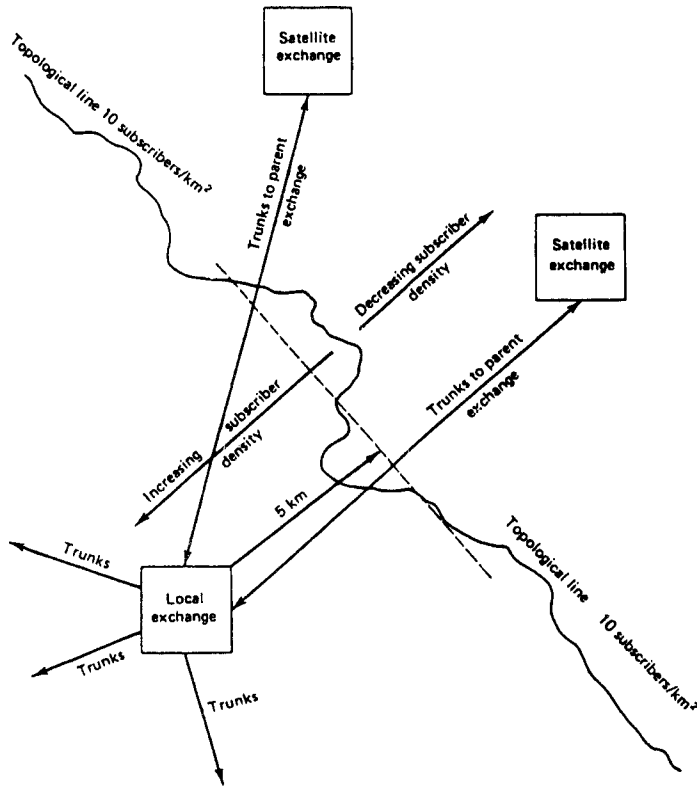 Satellite
exchange
Topological line 10 subscribers/km²
Trunks to parent
exchange
Decreasing subscriber
density
Satellite
exchange
Increasing subscriber
density
Trunks to parent
exchange
5 km
Trunks
Local
exchange
Trunks
Trunks
Topological line 10 subscribers/km²